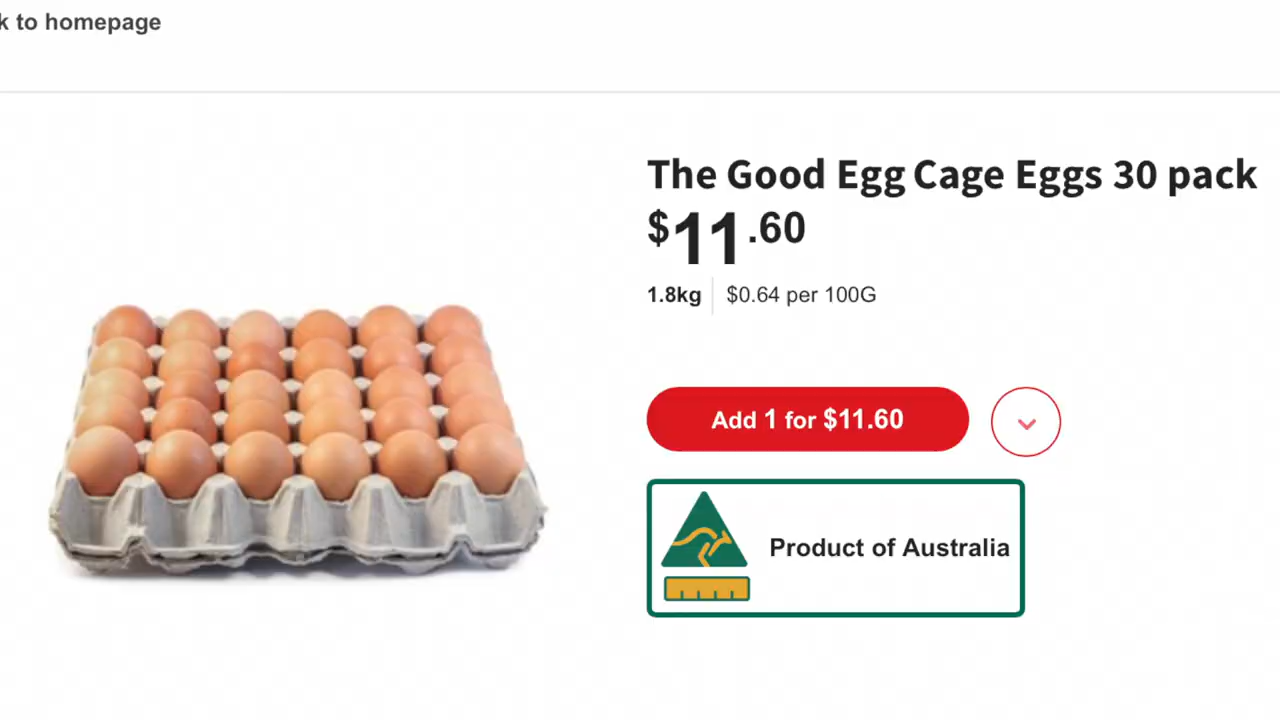 k to homepage
The Good Egg Cage Eggs 30 pack
$11.60
1.8kg $0.64 per 100G
Add 1 for $11.60
Product of Australia